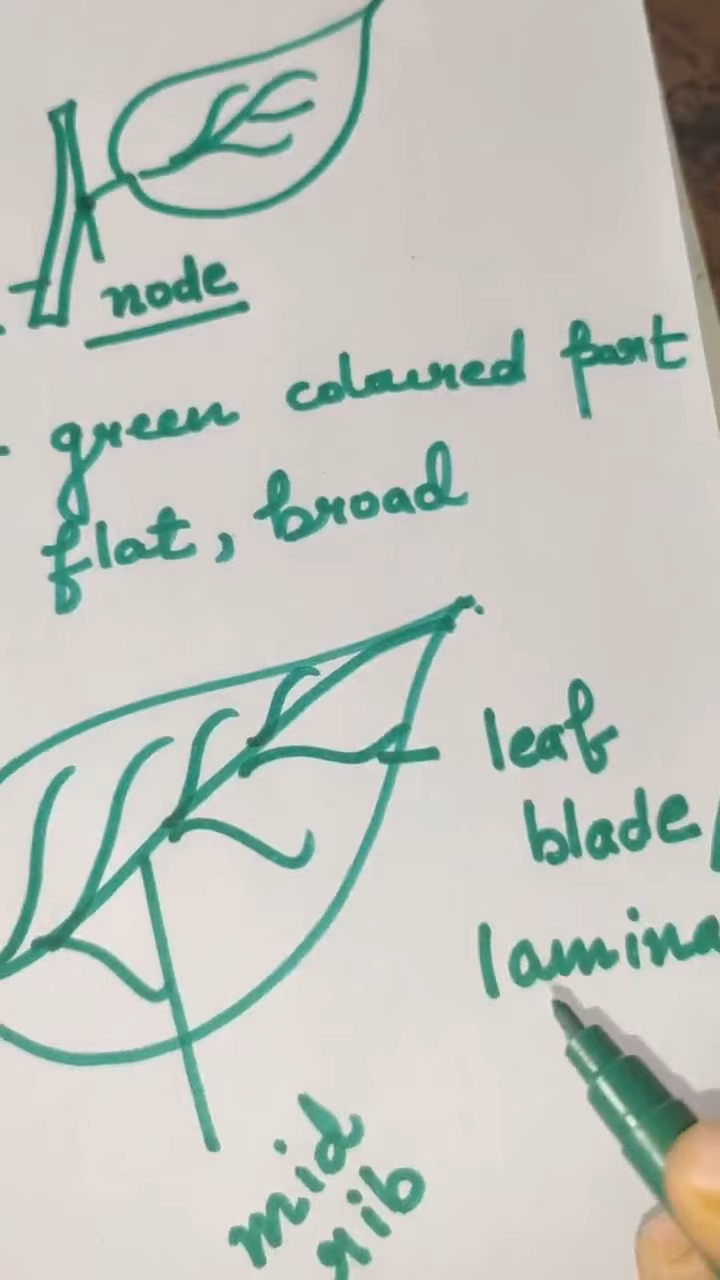 node
green coloured part
flat, broad
leaf
blade/
lamina
mid
rib